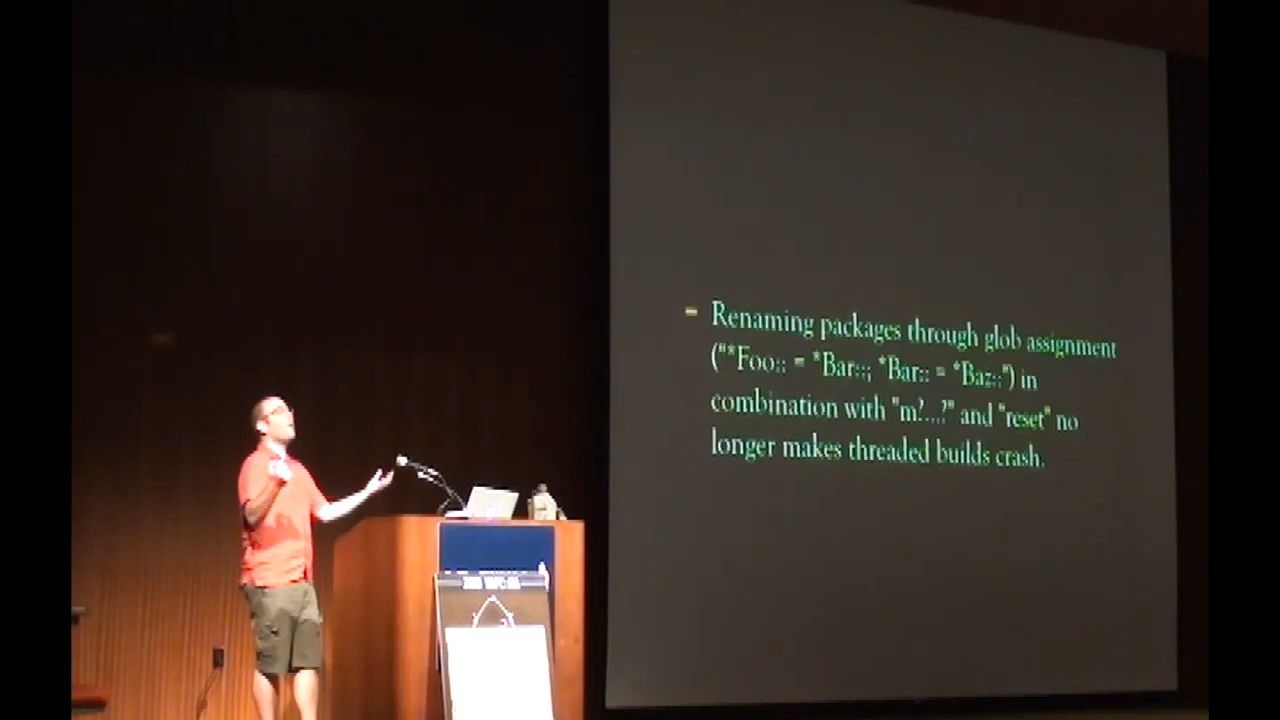 Renaming packages through glob assignment
("*Foo:: = *Bar::; *Bar:: = *Baz::") in
combination with "m?...?" and "reset" no
longer makes threaded builds crash.